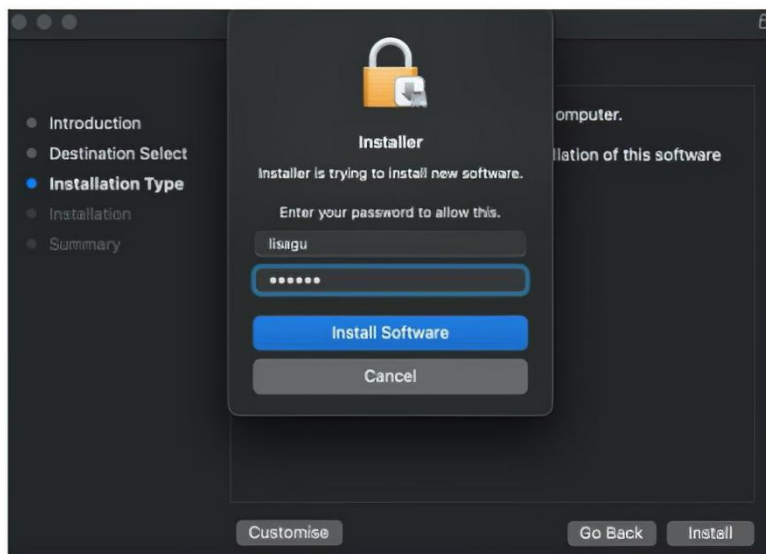 Introduction
Destination Select
Installation Type
Installation
Summary
Installer
Installer is trying to install new software.
Enter your password to allow this.
lisagu
••••••
Install Software
Cancel
omputer.
llation of this software
Customise
Go Back
Install